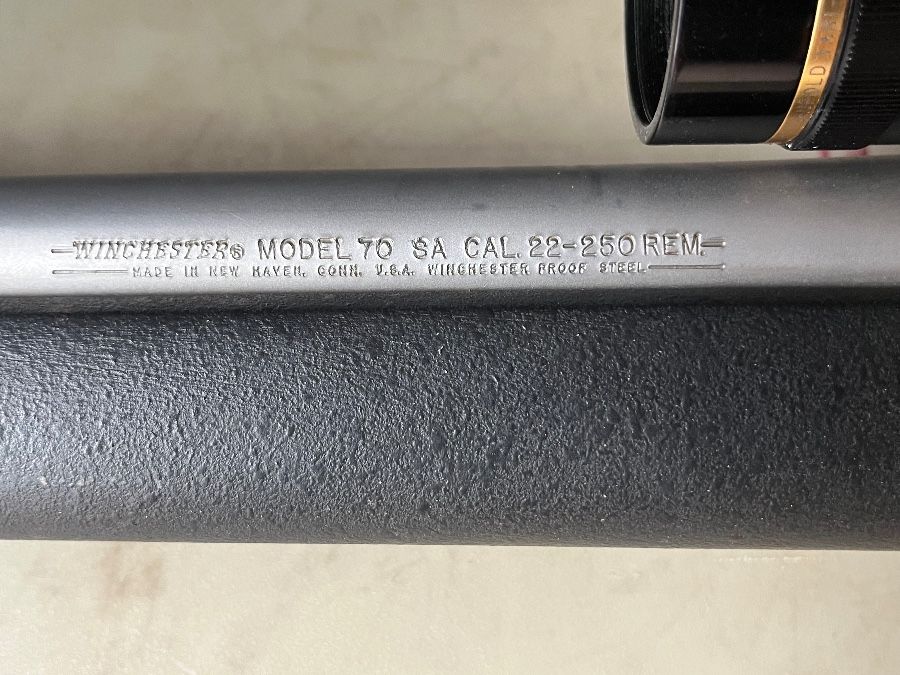 WINCHESTER® MODEL 70 SA CAL. 22-250 REM.
MADE IN NEW HAVEN, CONN. U.S.A. WINCHESTER PROOF STEEL